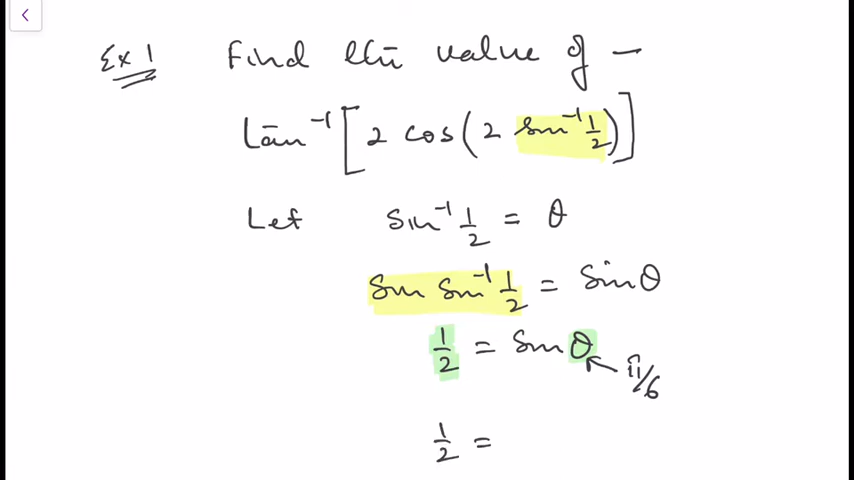 Ex 1 Find the value of –
tan⁻¹[2 cos(2 sin⁻¹ 1/2)]
Let sin⁻¹ 1/2 = θ
sin sin⁻¹ 1/2 = sin θ
1/2 = sin θ ← π/6
1/2 =